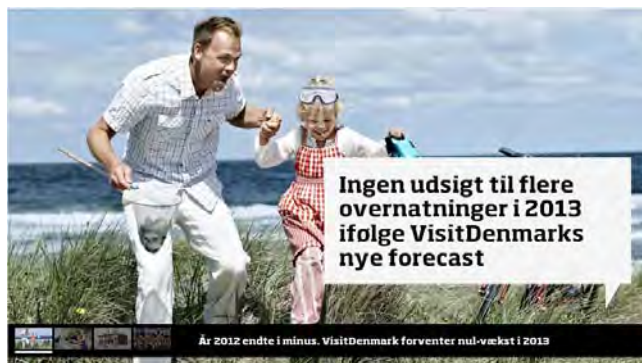 Ingen udsigt til flere
overnatninger i 2013
ifølge VisitDenmarks
nye forecast
År 2012 endte i minus. VisitDenmark forventer nul-vækst i 2013